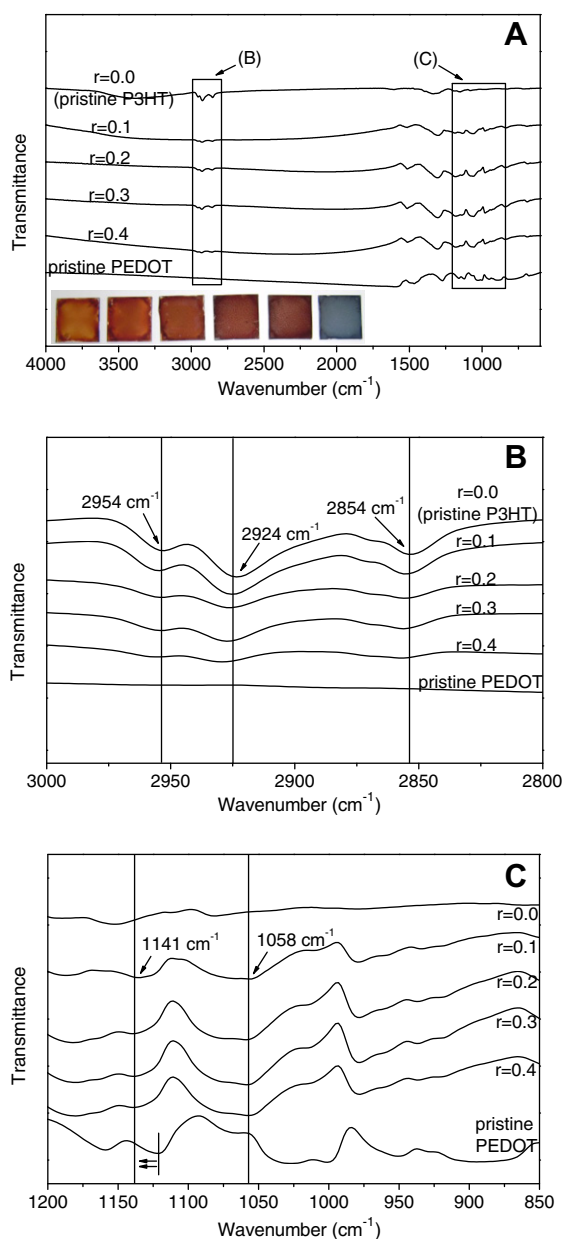 A
(B)
(C)
r=0.0
(pristine P3HT)
r=0.1
r=0.2
r=0.3
r=0.4
pristine PEDOT
Transmittance
4000 3500 3000 2500 2000 1500 1000
Wavenumber (cm⁻¹)
B
2954 cm⁻¹
2924 cm⁻¹
2854 cm⁻¹
r=0.0
(pristine P3HT)
r=0.1
r=0.2
r=0.3
r=0.4
pristine PEDOT
Transmittance
3000 2950 2900 2850 2800
Wavenumber (cm⁻¹)
C
r=0.0
1141 cm⁻¹
1058 cm⁻¹
r=0.1
r=0.2
r=0.3
r=0.4
pristine
PEDOT
Transmittance
1200 1150 1100 1050 1000 950 900 850
Wavenumber (cm⁻¹)